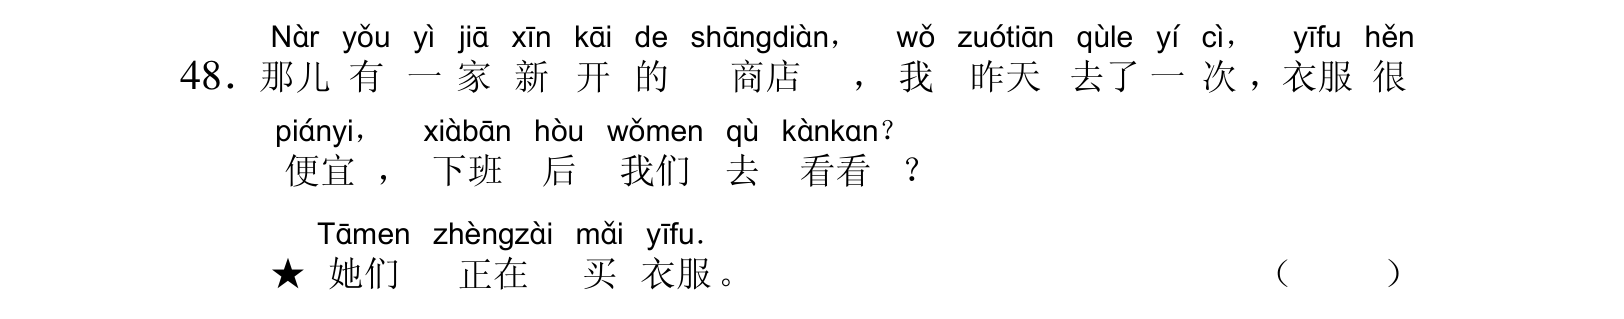 Nàr yǒu yì jiā xīn kāi de shāngdiàn, wǒ zuótiān qùle yí cì, yīfu hěn
48. 那儿 有 一 家 新 开 的 商店 ，我 昨天 去了 一 次，衣服 很
piányi, xiàbān hòu wǒmen qù kànkan?
便宜 ， 下班 后 我们 去 看看 ？
Tāmen zhèngzài mǎi yīfu.
★ 她们 正在 买 衣服。 （ ）